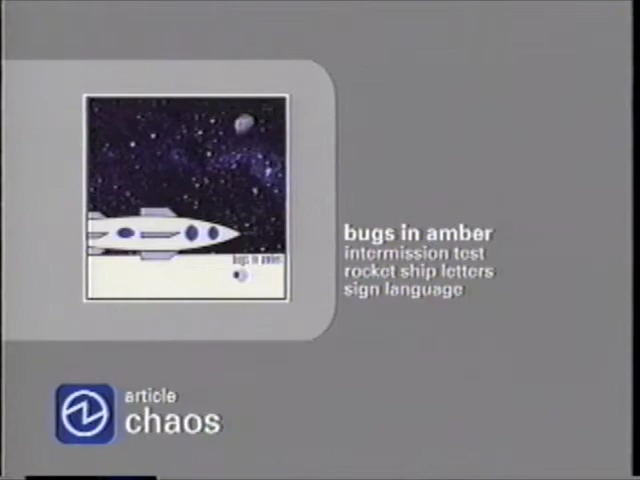 bugs in amber
bugs in amber
intermission test
rocket ship letters
sign language
article
chaos